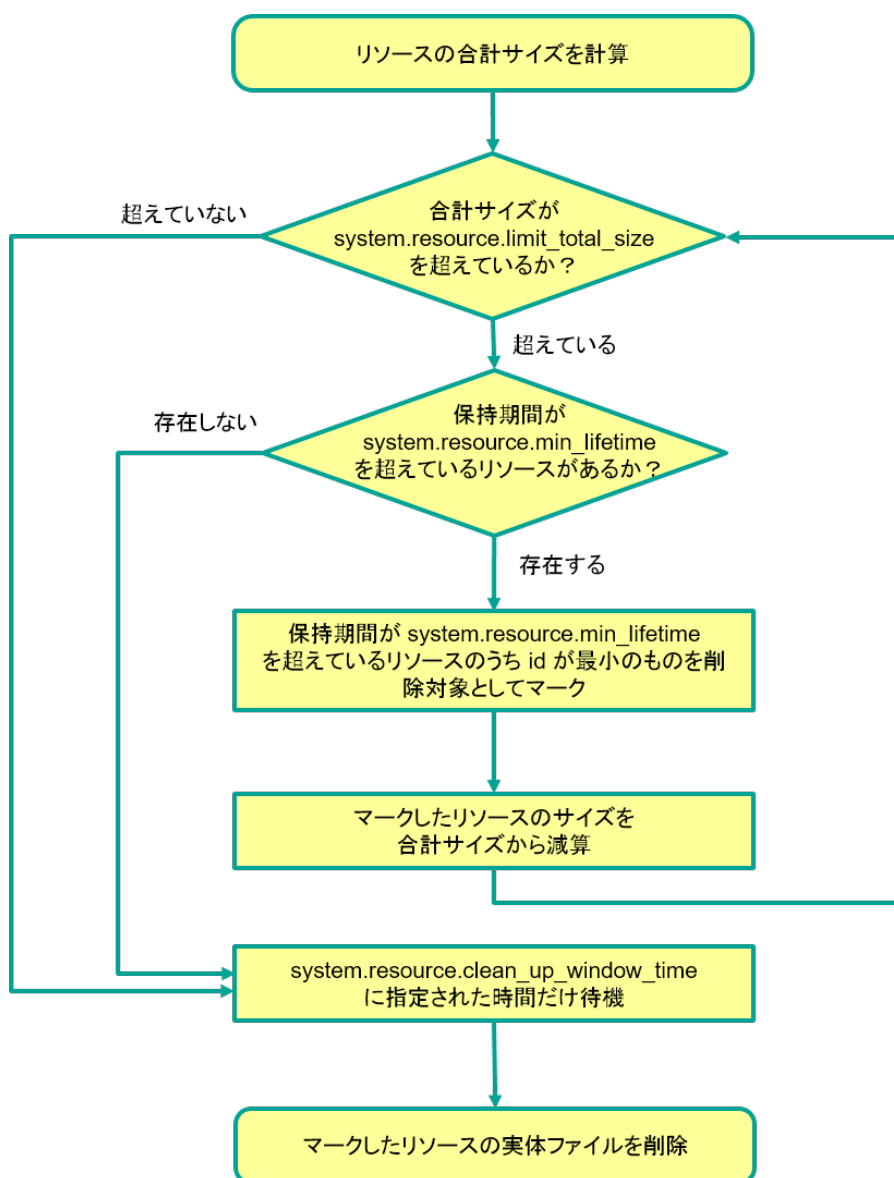 リソースの合計サイズを計算
超えていない
合計サイズが
system.resource.limit_total_size
を超えているか？
超えている
存在しない
保持期間が
system.resource.min_lifetime
を超えているリソースがあるか？
存在する
保持期間が system.resource.min_lifetime
を超えているリソースのうち id が最小のものを削
除対象としてマーク
マークしたリソースのサイズを
合計サイズから減算
system.resource.clean_up_window_time
に指定された時間だけ待機
マークしたリソースの実体ファイルを削除